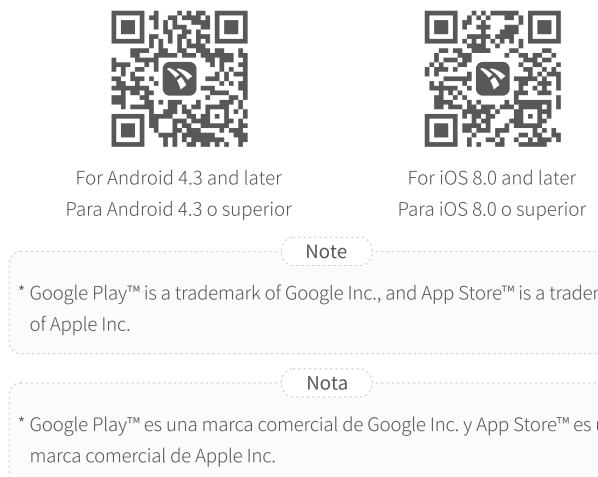 For Android 4.3 and later
Para Android 4.3 o superior
For iOS 8.0 and later
Para iOS 8.0 o superior
Note
* Google Play™ is a trademark of Google Inc., and App Store™ is a
of Apple Inc.
Nota
* Google Play™ es una marca comercial de Google Inc. y App Store™ es
marca comercial de Apple Inc.